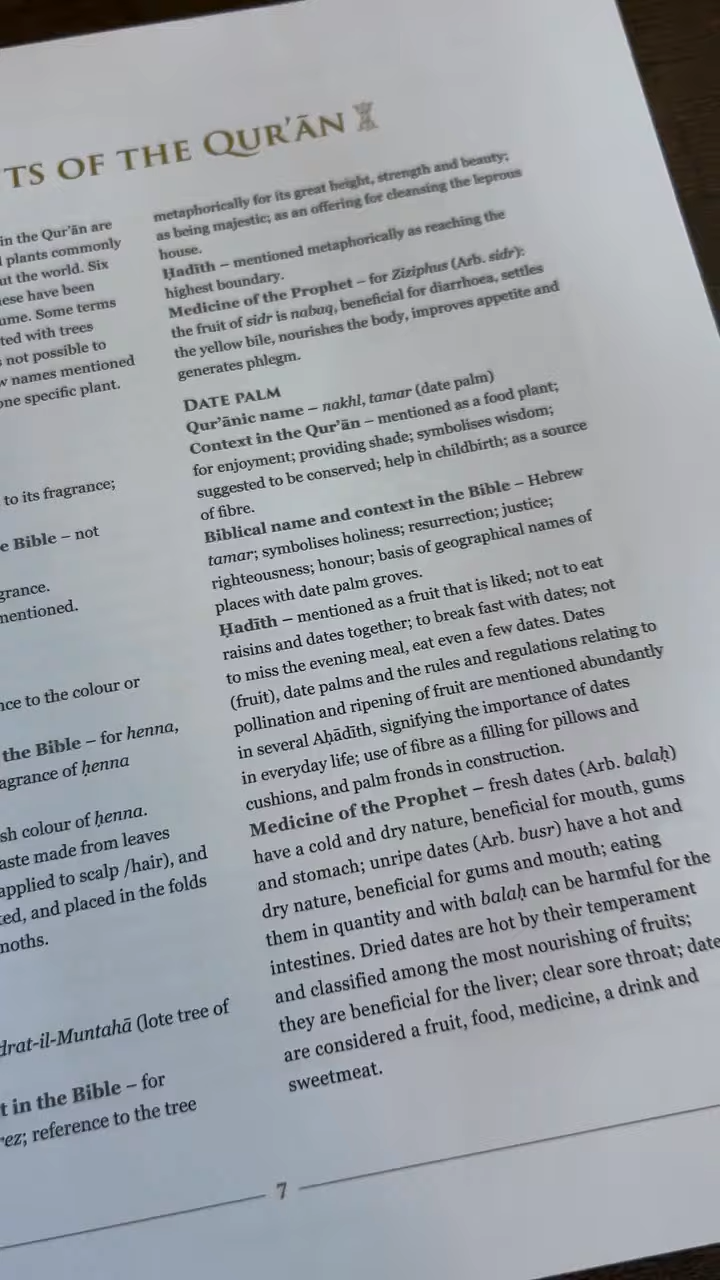 TS OF THE QUR’ĀN
in the Qur’ān are
plants commonly
ut the world. Six
ese have been
ume. Some terms
ted with trees
not possible to
w names mentioned
one specific plant.
to its fragrance;
e Bible – not
grance.
mentioned.
nce to the colour or
the Bible – for henna,
agrance of ḥenna
sh colour of ḥenna.
aste made from leaves
applied to scalp /hair), and
ted, and placed in the folds
moths.
drat-il-Muntahā (lote tree of
t in the Bible – for
rez; reference to the tree
metaphorically for its great height, strength and beauty;
as being majestic; as an offering for cleansing the leprous
house.
Ḥadīth – mentioned metaphorically as reaching the
highest boundary.
Medicine of the Prophet – for Ziziphus (Arb. sidr):
the fruit of sidr is nabaq, beneficial for diarrhoea, settles
the yellow bile, nourishes the body, improves appetite and
generates phlegm.
DATE PALM
Qur’ānic name – nakhl, tamar (date palm)
Context in the Qur’ān – mentioned as a food plant;
for enjoyment; providing shade; symbolises wisdom;
suggested to be conserved; help in childbirth; as a source
of fibre.
Biblical name and context in the Bible – Hebrew
tamar; symbolises holiness; resurrection; justice;
righteousness; honour; basis of geographical names of
places with date palm groves.
Ḥadīth – mentioned as a fruit that is liked; not to eat
raisins and dates together; to break fast with dates; not
to miss the evening meal, eat even a few dates. Dates
(fruit), date palms and the rules and regulations relating to
pollination and ripening of fruit are mentioned abundantly
in several Aḥādīth, signifying the importance of dates
in everyday life; use of fibre as a filling for pillows and
cushions, and palm fronds in construction.
Medicine of the Prophet – fresh dates (Arb. balaḥ)
have a cold and dry nature, beneficial for mouth, gums
and stomach; unripe dates (Arb. busr) have a hot and
dry nature, beneficial for gums and mouth; eating
them in quantity and with balaḥ can be harmful for the
intestines. Dried dates are hot by their temperament
and classified among the most nourishing of fruits;
they are beneficial for the liver; clear sore throat; date
are considered a fruit, food, medicine, a drink and
sweetmeat.
7